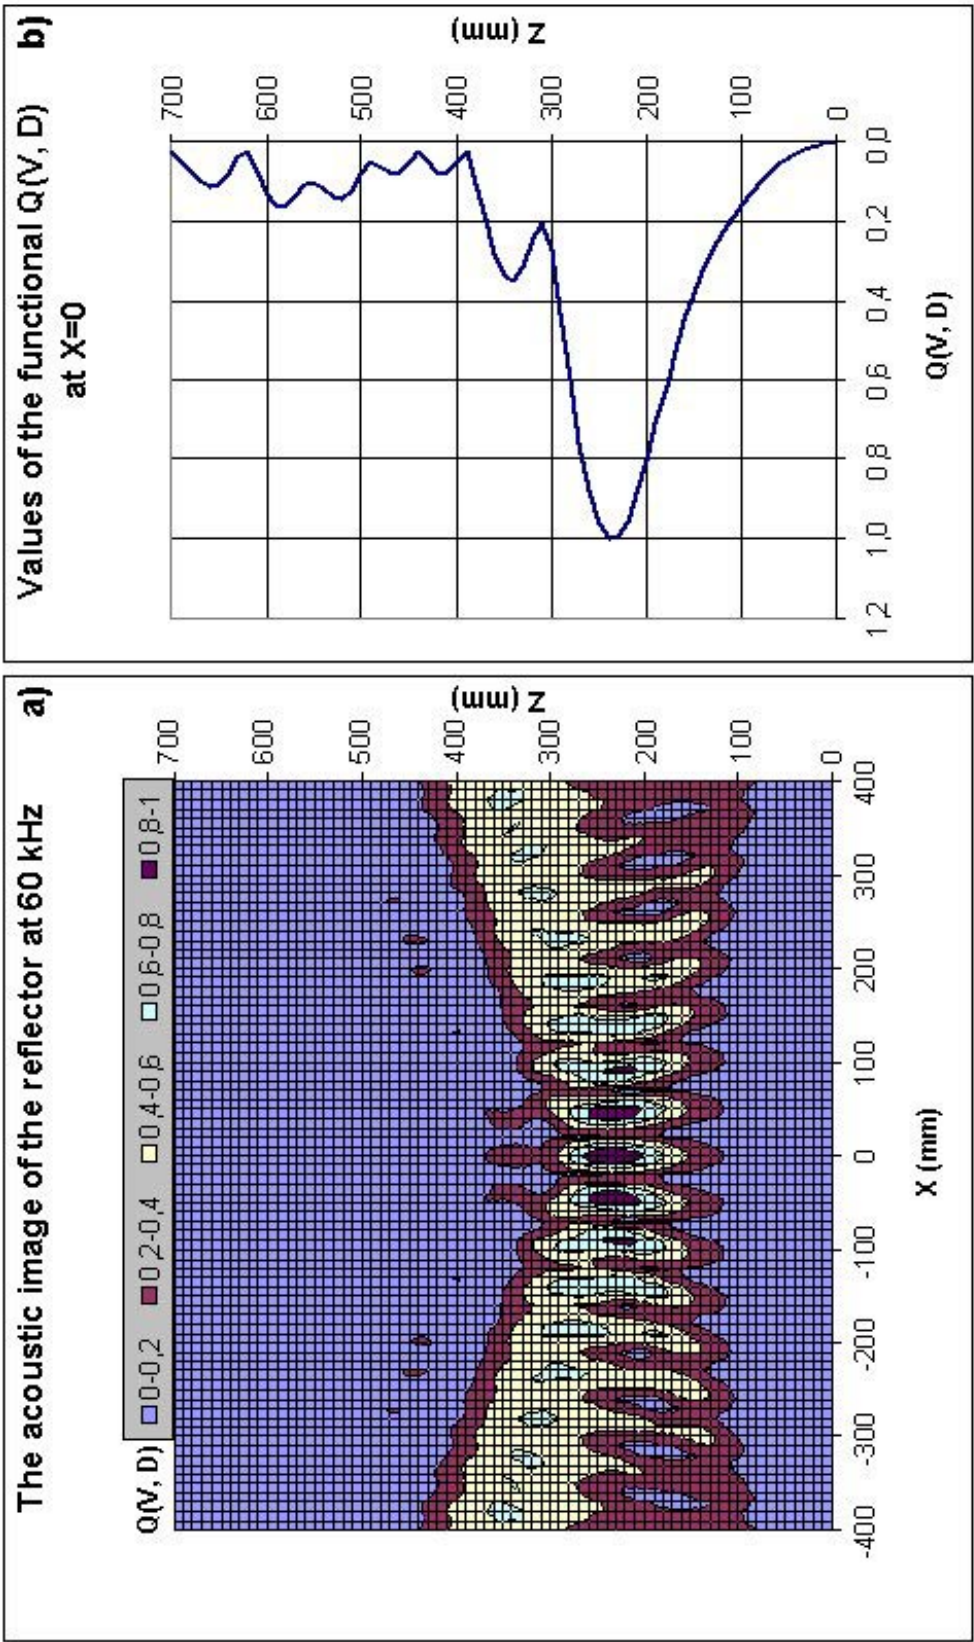 The acoustic image of the reflector at 60 kHz a)
Q(V, D) 0-0,2 0,2-0,4 0,4-0,6 0,6-0,8 0,8-1
700
600
500
400
300
200
100
0
Z (mm)
-400 -300 -200 -100 0 100 200 300 400
X (mm)
Values of the functional Q(V, D) b)
at X=0
700
600
500
400
300
200
100
0
Z (mm)
1,2 1,0 0,8 0,6 0,4 0,2 0,0
Q(V, D)